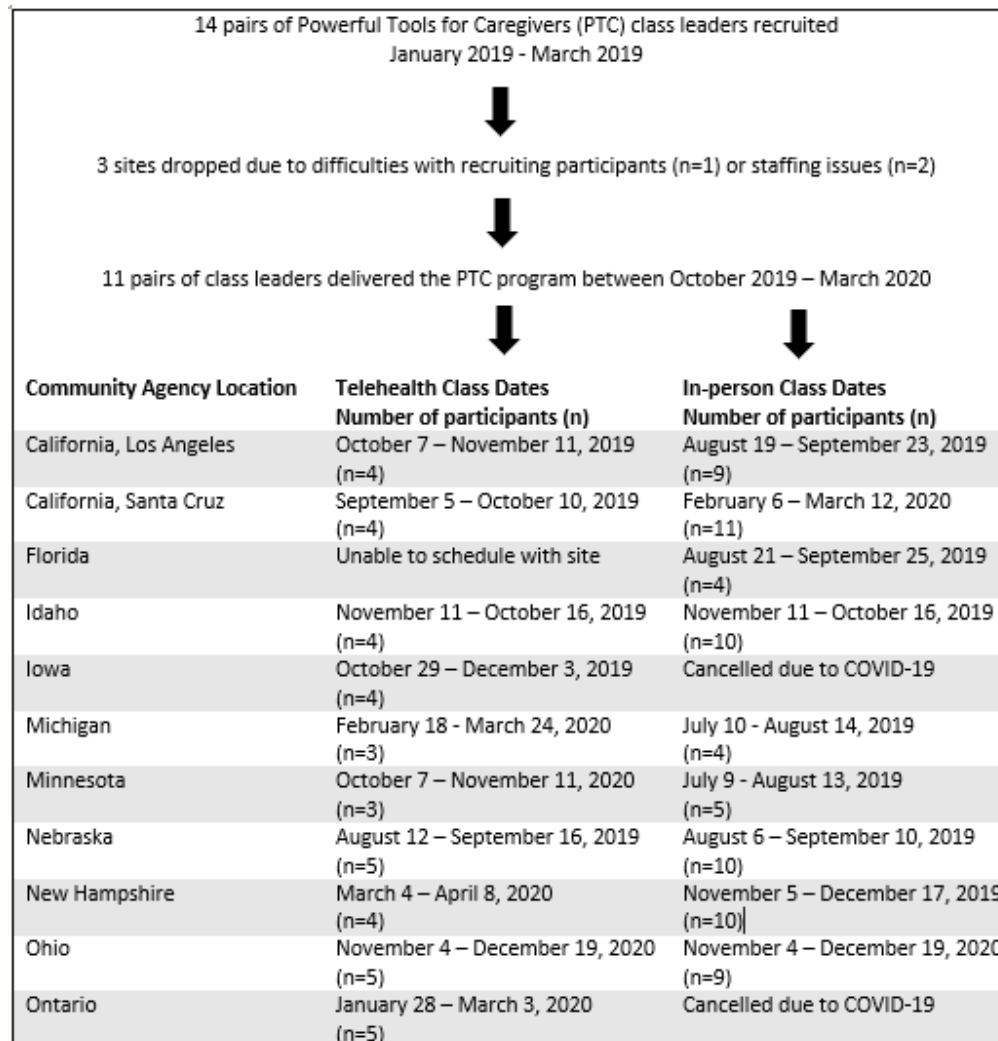 14 pairs of Powerful Tools for Caregivers (PTC) class leaders recruited
January 2019 - March 2019
3 sites dropped due to difficulties with recruiting participants (n=1) or staffing issues (n=2)
11 pairs of class leaders delivered the PTC program between October 2019 – March 2020
Community Agency Location Telehealth Class Dates In-person Class Dates
Number of participants (n) Number of participants (n)
California, Los Angeles October 7 – November 11, 2019 August 19 – September 23, 2019
(n=4) (n=9)
California, Santa Cruz September 5 – October 10, 2019 February 6 – March 12, 2020
(n=4) (n=11)
Florida Unable to schedule with site August 21 – September 25, 2019
(n=4)
Idaho November 11 – October 16, 2019 November 11 – October 16, 2019
(n=4) (n=10)
Iowa October 29 – December 3, 2019 Cancelled due to COVID-19
(n=4)
Michigan February 18 - March 24, 2020 July 10 - August 14, 2019
(n=3) (n=4)
Minnesota October 7 – November 11, 2020 July 9 - August 13, 2019
(n=3) (n=5)
Nebraska August 12 – September 16, 2019 August 6 – September 10, 2019
(n=5) (n=10)
New Hampshire March 4 – April 8, 2020 November 5 – December 17, 2019
(n=4) (n=10)
Ohio November 4 – December 19, 2020 November 4 – December 19, 2020
(n=5) (n=9)
Ontario January 28 – March 3, 2020 Cancelled due to COVID-19
(n=5)